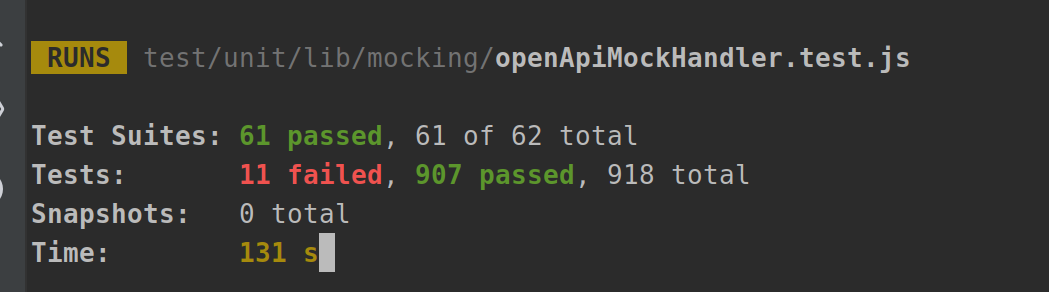 RUNS test/unit/lib/mocking/openApiMockHandler.test.js
Test Suites: 61 passed, 61 of 62 total
Tests: 11 failed, 907 passed, 918 total
Snapshots: 0 total
Time: 131 s